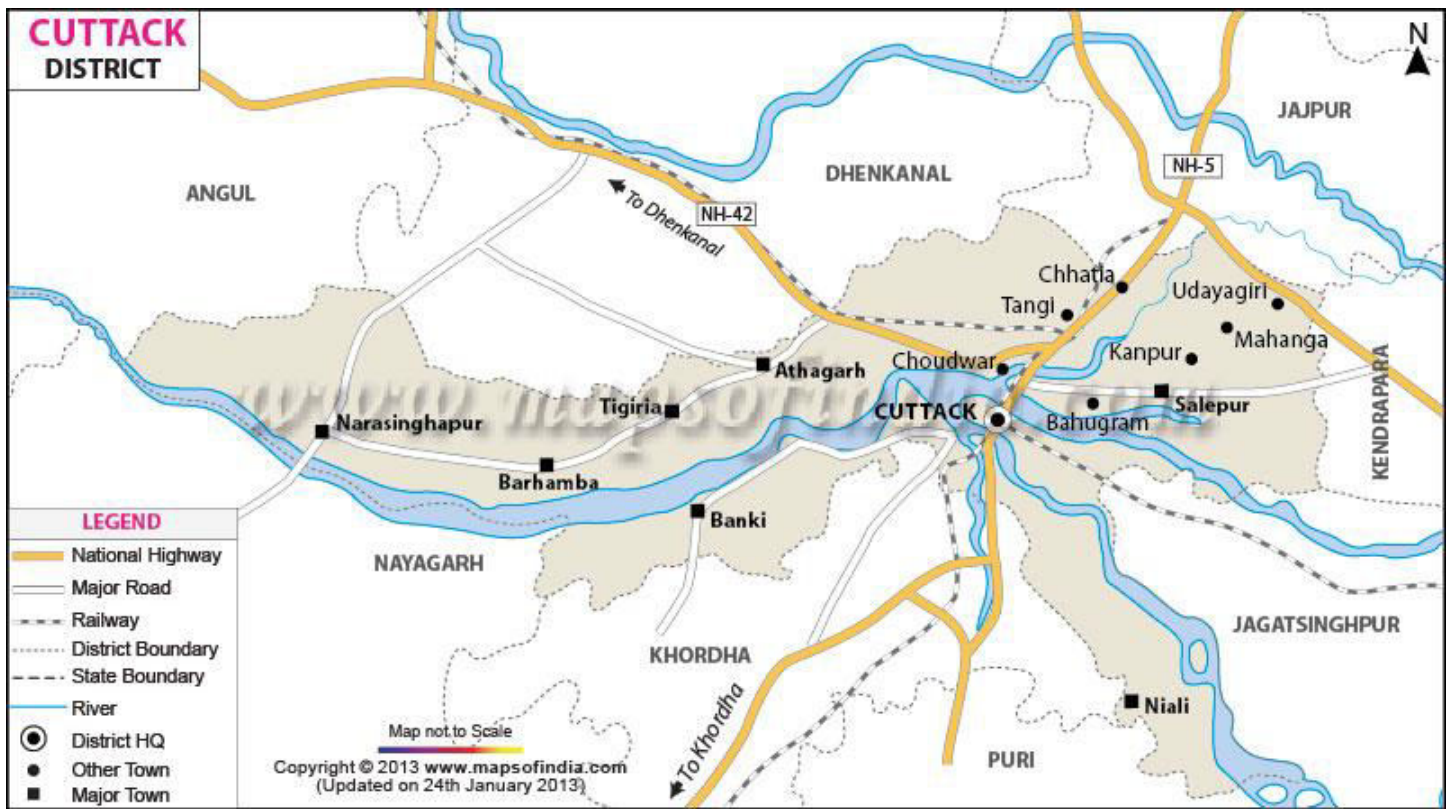 CUTTACK
DISTRICT
N
JAJPUR
NH-5
DHENKANAL
ANGUL
To Dhenkanal
NH-42
Chhatia
Udayagiri
Tangi
Mahanga
Kanpur
Choudwar
Athagarh
KENDRAPARA
www.mapsofindia.com
Tigiria
CUTTACK
Salepur
Narasinghapur
Bahugram
Barhamba
Banki
NAYAGARH
JAGATSINGHPUR
KHORDHA
Niali
PURI
To Khordha
LEGEND
National Highway
Major Road
Railway
District Boundary
State Boundary
River
District HQ
Other Town
Major Town
Map not to Scale
Copyright © 2013 www.mapsofindia.com
(Updated on 24th January 2013)